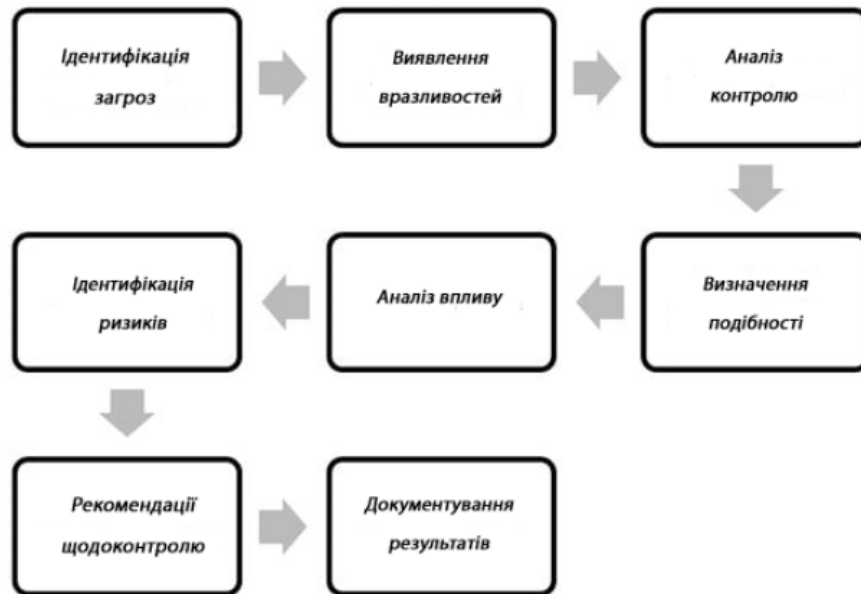 Ідентифікація
загроз
Виявлення
вразливостей
Аналіз
контролю
Ідентифікація
ризиків
Аналіз впливу
Визначення
подібності
Рекомендації
щодоконтролю
Документування
результатів